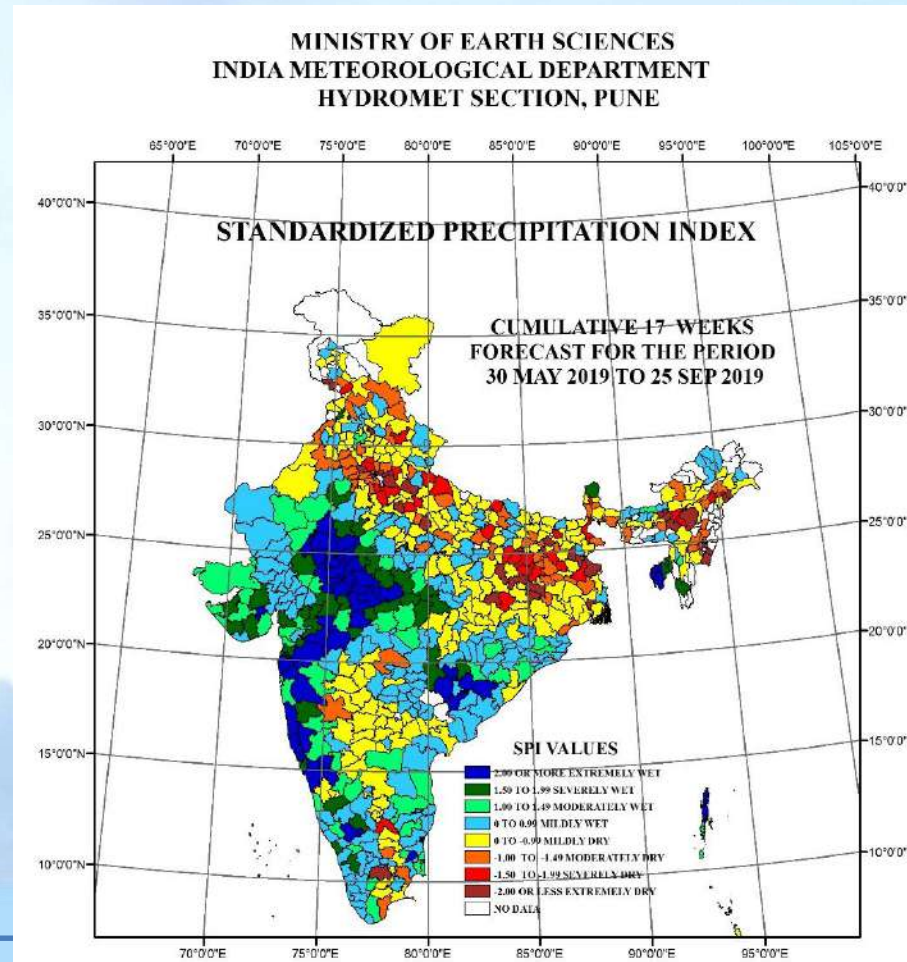 MINISTRY OF EARTH SCIENCES
INDIA METEOROLOGICAL DEPARTMENT
HYDROMET SECTION, PUNE
65°0'0"E 70°0'0"E 75°0'0"E 80°0'0"E 85°0'0"E 90°0'0"E 95°0'0"E 100°0'0"E 105°0'0"E
40°0'0"N 40°0'0"N
STANDARDIZED PRECIPITATION INDEX
35°0'0"N 35°0'0"N
CUMULATIVE 17 WEEKS
FORECAST FOR THE PERIOD
30 MAY 2019 TO 25 SEP 2019
30°0'0"N 30°0'0"N
25°0'0"N 25°0'0"N
20°0'0"N 20°0'0"N
15°0'0"N 15°0'0"N
SPI VALUES
2.00 OR MORE EXTREMELY WET
1.50 TO 1.99 SEVERELY WET
1.00 TO 1.49 MODERATELY WET
0 TO 0.99 MILDLY WET
0 TO -0.99 MILDLY DRY
-1.00 TO -1.49 MODERATELY DRY
-1.50 TO -1.99 SEVERELY DRY
-2.00 OR LESS EXTREMELY DRY
NO DATA
10°0'0"N 10°0'0"N
70°0'0"E 75°0'0"E 80°0'0"E 85°0'0"E 90°0'0"E 95°0'0"E